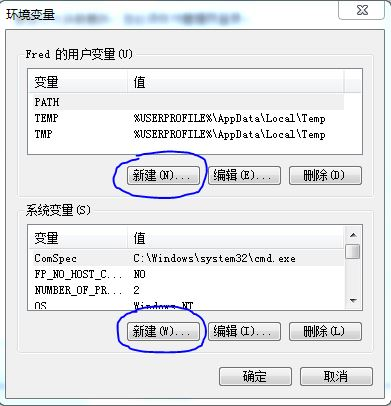 环境变量
Fred 的用户变量(U)
变量 值
PATH
TEMP %USERPROFILE%\AppData\Local\Temp
TMP %USERPROFILE%\AppData\Local\Temp
新建(N)... 编辑(E)... 删除(D)
系统变量(S)
变量 值
ComSpec C:\Windows\system32\cmd.exe
FP_NO_HOST_C... NO
NUMBER_OF_PR... 2
OS Windows_NT
新建(W)... 编辑(I)... 删除(L)
确定 取消